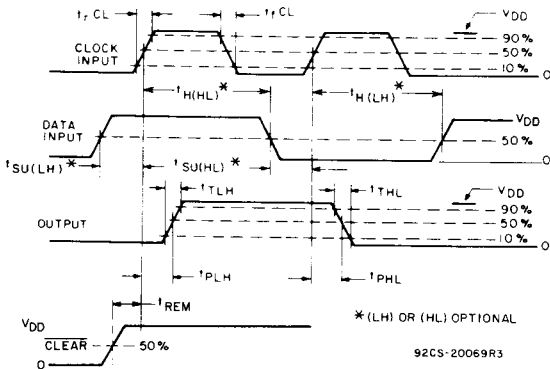 tr CL
tf CL
VDD
CLOCK INPUT
90%
50%
10%
0
tH(HL)*
tH(LH)*
DATA INPUT
VDD
50%
0
tSU(LH)*
tSU(HL)*
tTLH
tTHL
VDD
OUTPUT
90%
50%
10%
0
tPLH
tPHL
tREM
VDD
CLEAR
50%
0
*(LH) OR (HL) OPTIONAL
92CS-20069R3